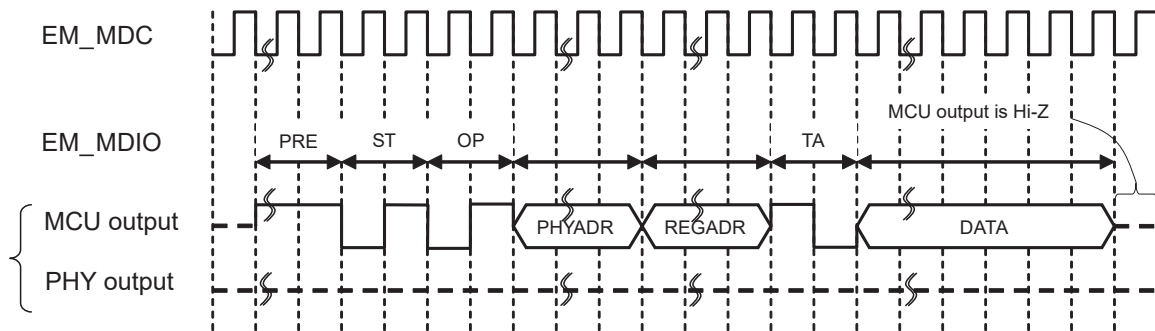 EM_MDC
MCU output is Hi-Z
EM_MDIO
PRE
ST
OP
TA
MCU output
PHYADR
REGADR
DATA
PHY output